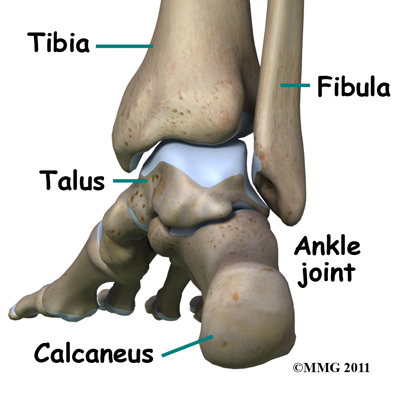 Tibia
Fibula
Talus
Ankle
joint
Calcaneus
©MMG 2011